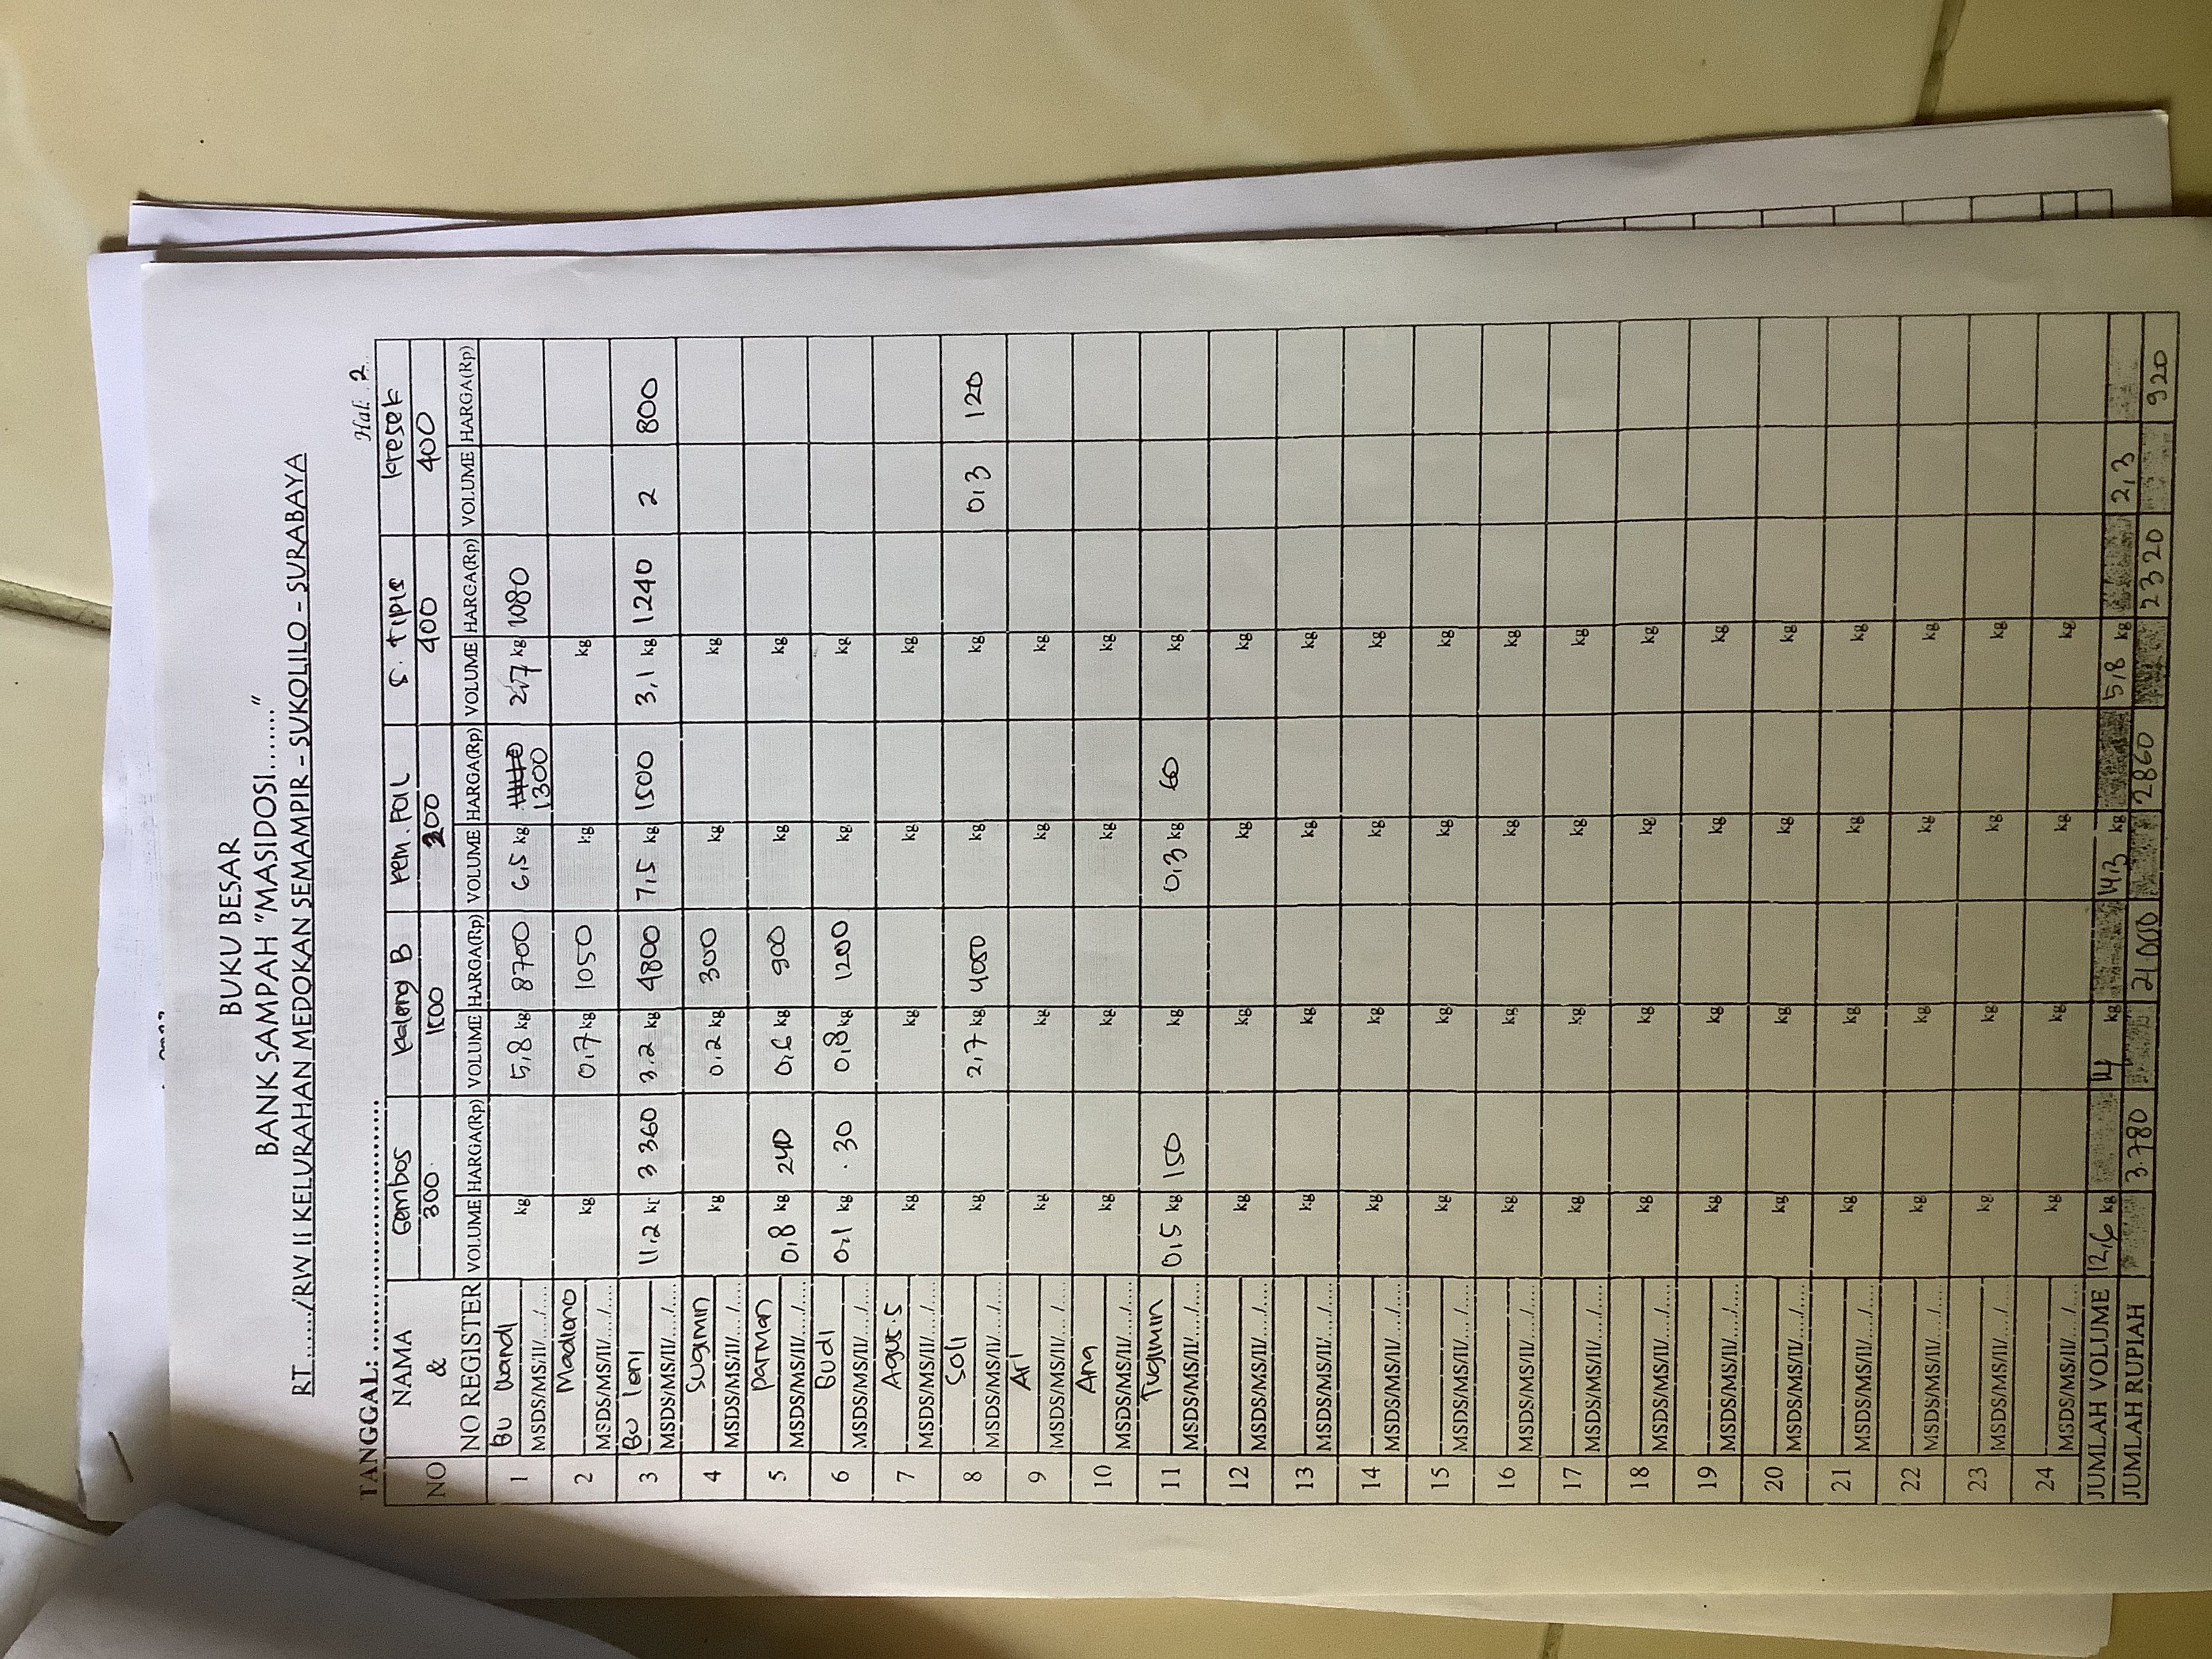 BUKU BESAR
BANK SAMPAH "MASIDOSI......."
RT ....../RW II KELURAHAN MEDOKAN SEMAMPIR - SUKOLILO - SURABAYA
TANGGAL: ............................ Hal: 2
NO NAMA & NO REGISTER Gembos Kaleng B Kem. FOIL S. TIPIS Kresek
300 1500 200 400 400
VOLUME HARGA(Rp) VOLUME HARGA(Rp) VOLUME HARGA(Rp) VOLUME HARGA(Rp) VOLUME HARGA(Rp)
1 Bu Wandi kg 5,8 kg 8700 6,5 kg 1300 2,7 kg 1080
MSDS/MS/II/..../....
2 Madiono kg 0,7 kg 1050 kg kg
MSDS/MS/II/..../....
3 Bu leni 11,2 kg 3 360 3.2 kg 4800 7,5 kg 1500 3,1 kg 1240 2 800
MSDS/MS/II/..../....
4 Sugimin kg 0.2 kg 300 kg kg
MSDS/MS/II/..../....
5 Parman 0,8 kg 240 0,6 kg 900 kg kg
MSDS/MS/II/..../....
6 Budi 0,1 kg 30 0,8 kg 1200 kg kg
MSDS/MS/II/..../....
7 Agus.S kg kg kg kg
MSDS/MS/II/..../....
8 Soli kg 2,7 kg 4050 kg kg 0,3 120
MSDS/MS/II/..../....
9 Ari kg kg kg kg
MSDS/MS/II/..../....
10 Ana kg kg kg kg
MSDS/MS/II/..../....
11 Tugimin 0,5 kg 150 kg 0,3 kg 60 kg
MSDS/MS/II/..../....
12 kg kg kg kg
MSDS/MS/II/..../....
13 kg kg kg kg
MSDS/MS/II/..../....
14 kg kg kg kg
MSDS/MS/II/..../....
15 kg kg kg kg
MSDS/MS/II/..../....
16 kg kg kg kg
MSDS/MS/II/..../....
17 kg kg kg kg
MSDS/MS/II/..../....
18 kg kg kg kg
MSDS/MS/II/..../....
19 kg kg kg kg
MSDS/MS/II/..../....
20 kg kg kg kg
MSDS/MS/II/..../....
21 kg kg kg kg
MSDS/MS/II/..../....
22 kg kg kg kg
MSDS/MS/II/..../....
23 kg kg kg kg
MSDS/MS/II/..../....
24 kg kg kg kg
MSDS/MS/II/..../....
JUMLAH VOLUME 12,6 kg 14 kg 14,3 kg 5,8 kg 2,3
JUMLAH RUPIAH 3.780 21.000 2860 2320 920